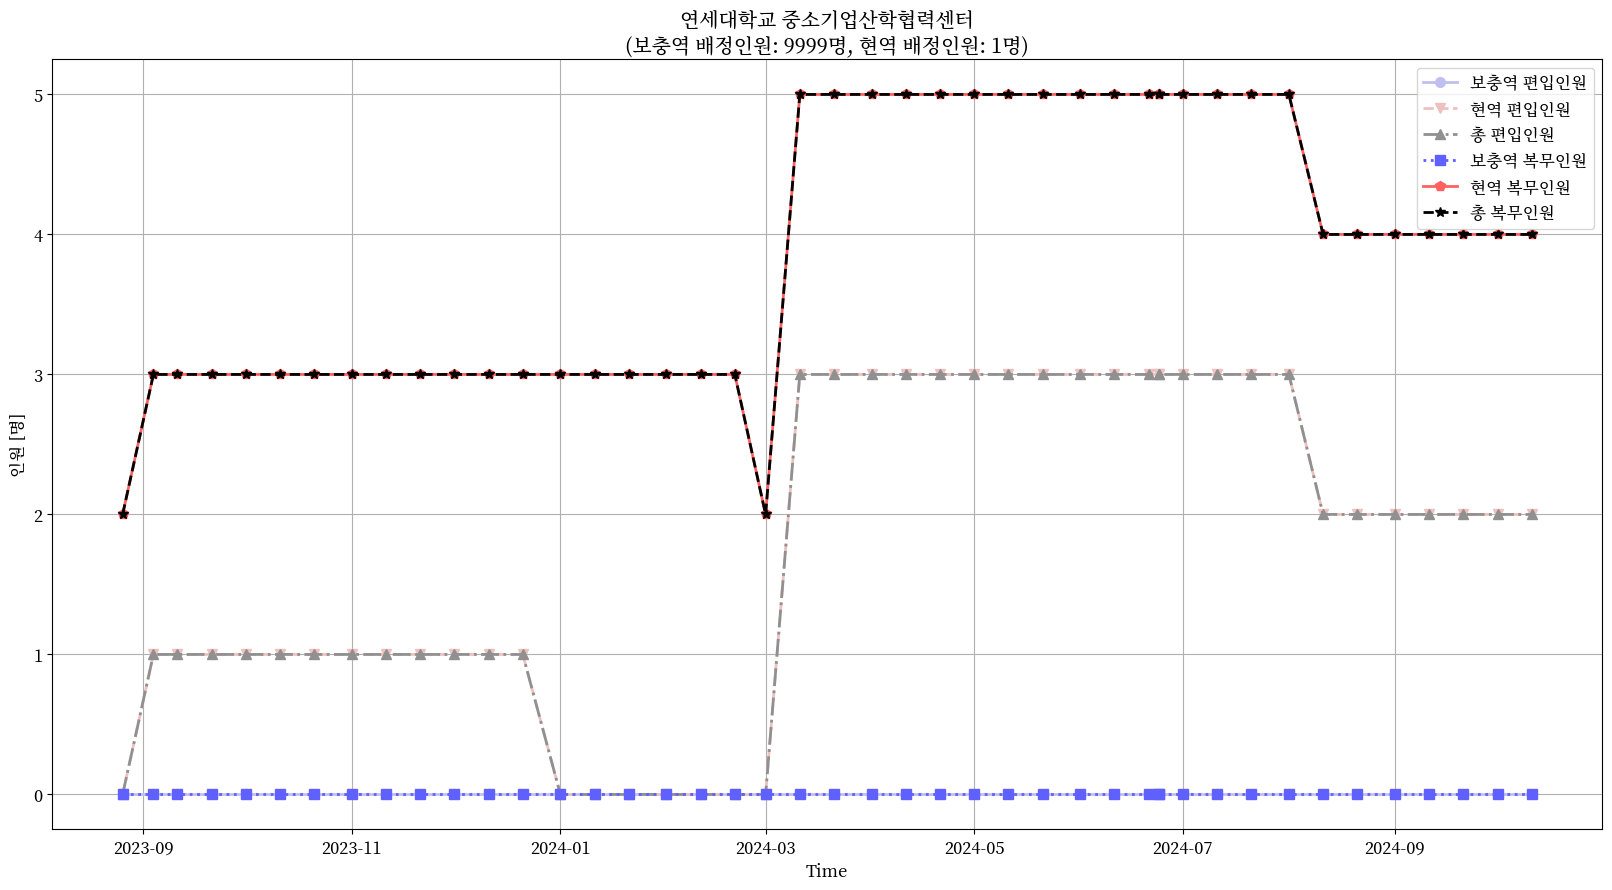 연세대학교 중소기업산학협력센터
(보충역 배정인원: 9999명, 현역 배정인원: 1명)
보충역 편입인원
현역 편입인원
총 편입인원
보충역 복무인원
현역 복무인원
총 복무인원
인원 [명]
5
4
3
2
1
0
2023-09
2023-11
2024-01
2024-03
2024-05
2024-07
2024-09
Time